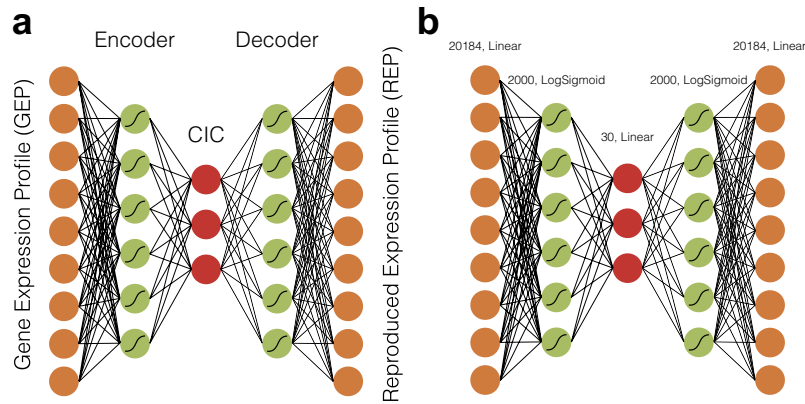 a
Encoder
Decoder
CIC
Gene Expression Profile (GEP)
Reproduced Expression Profile (REP)
b
20184, Linear
20184, Linear
2000, LogSigmoid
2000, LogSigmoid
30, Linear